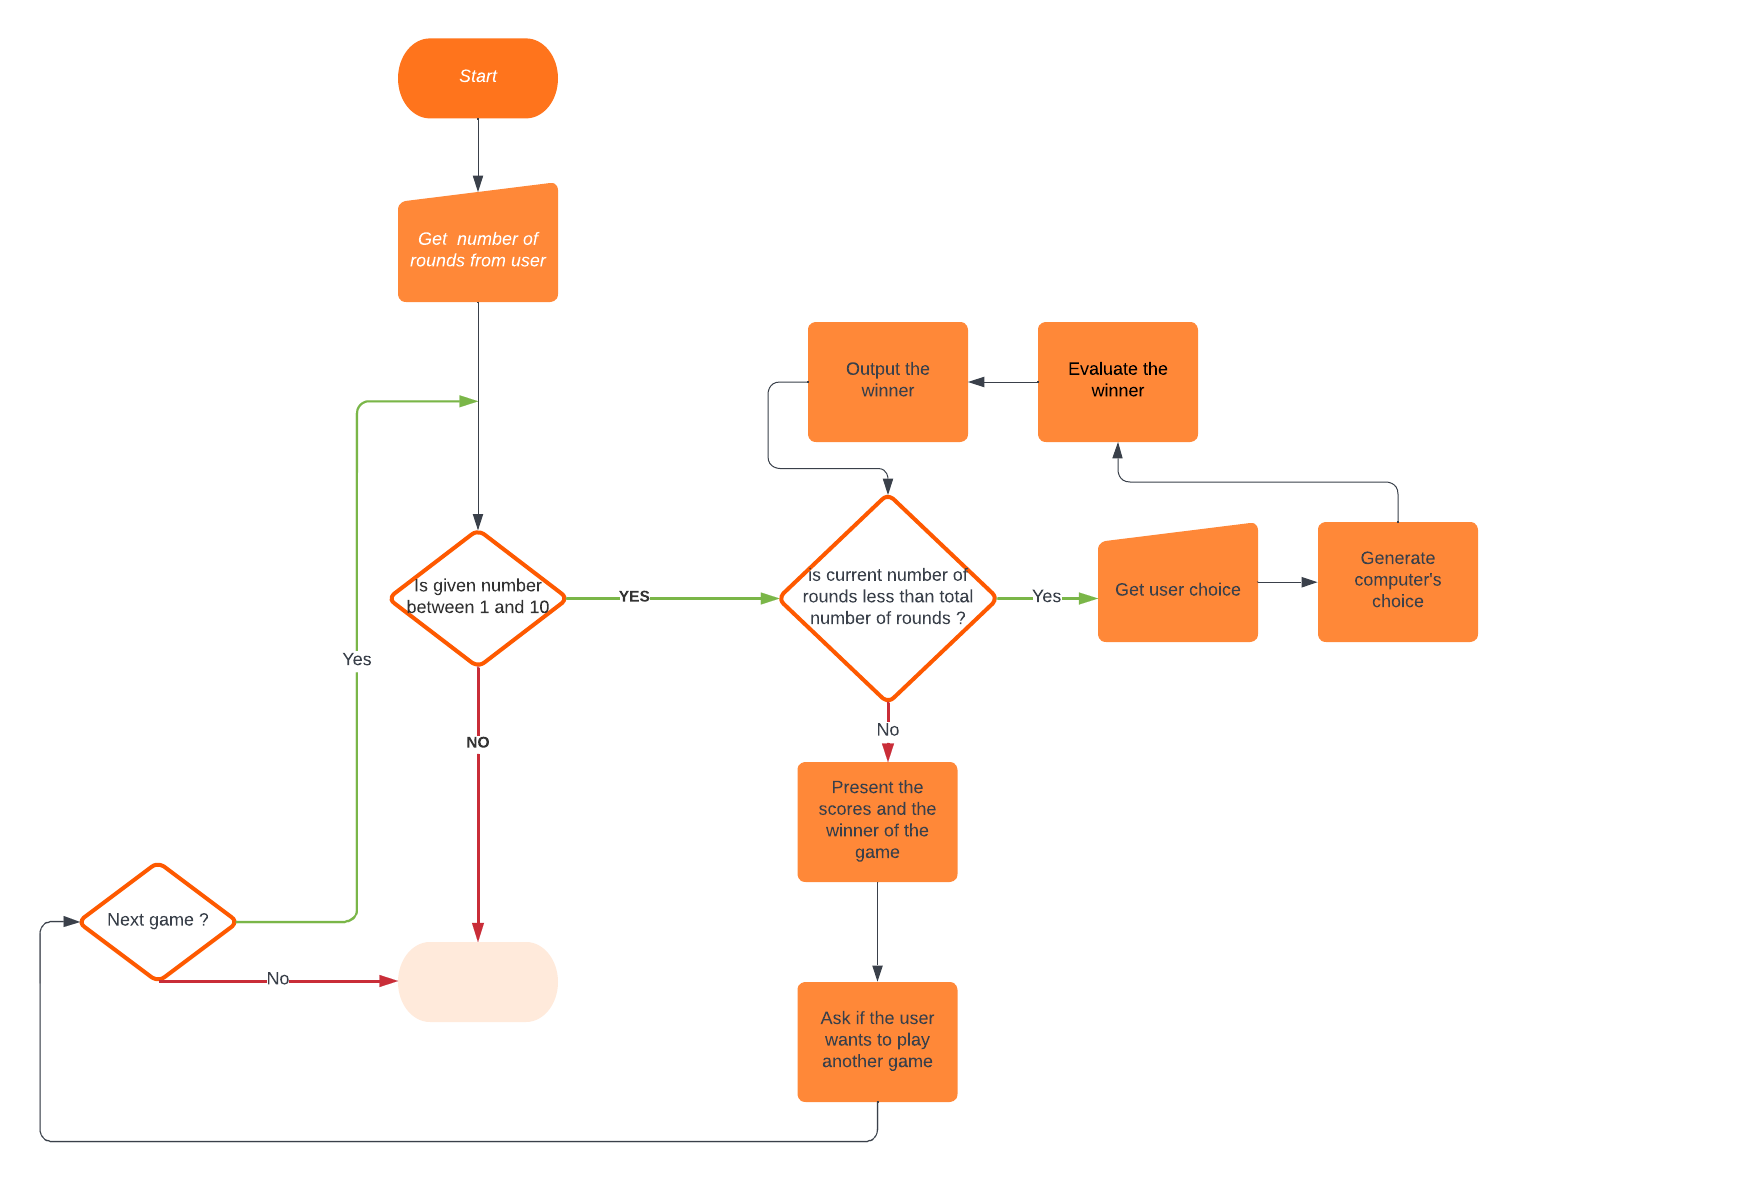 Start
Get  number of
rounds from user
Output the
winner
Evaluate the
winner
Is given number
between 1 and 10
YES
is current number of
rounds less than total
number of rounds ?
Yes
Get user choice
Generate
computer's
choice
Yes
NO
No
Present the
scores and the
winner of the
game
Next game ?
No
Ask if the user
wants to play
another game